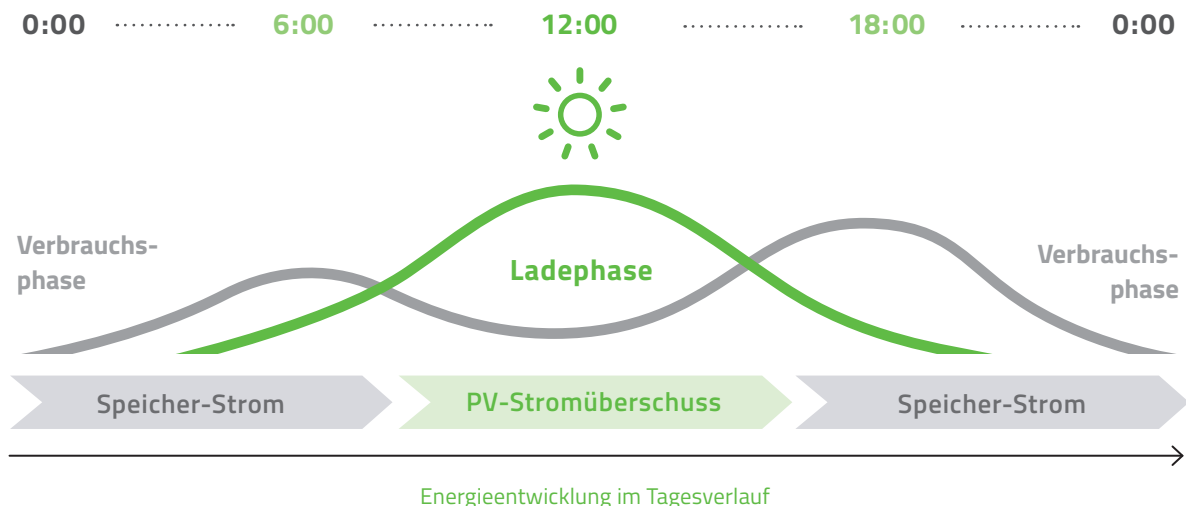 0:00 6:00 12:00 18:00 0:00
Verbrauchs-
phase
Ladephase
Verbrauchs-
phase
Speicher-Strom PV-Stromüberschuss Speicher-Strom
Energieentwicklung im Tagesverlauf